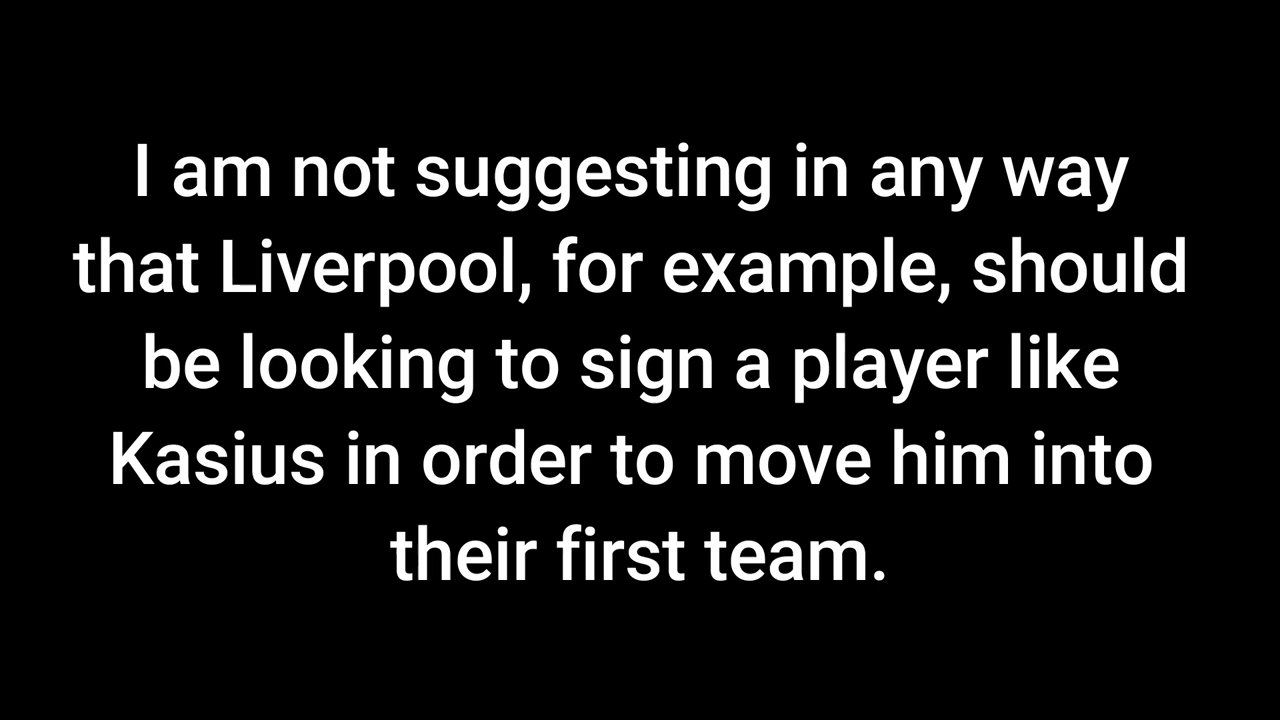 I am not suggesting in any way
that Liverpool, for example, should
be looking to sign a player like
Kasius in order to move him into
their first team.